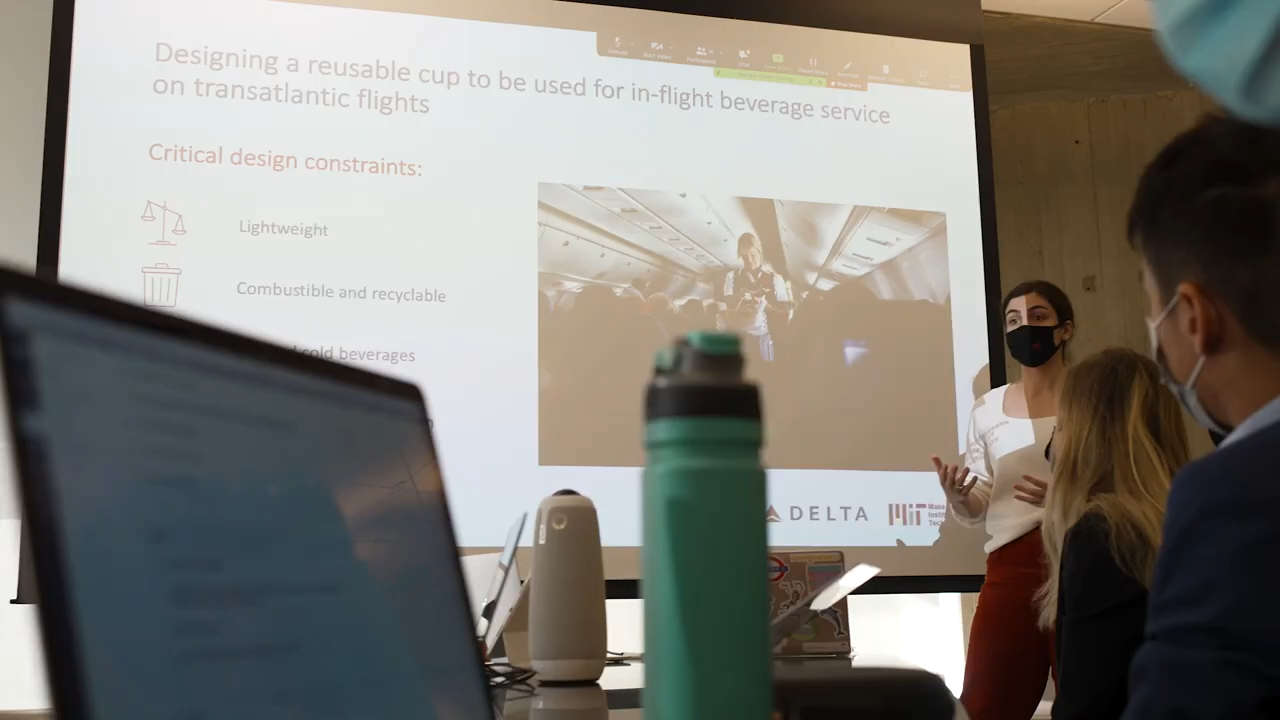 Designing a reusable cup to be used for in-flight beverage service
on transatlantic flights
Critical design constraints:
Lightweight
Combustible and recyclable
cold beverages
DELTA
MIT